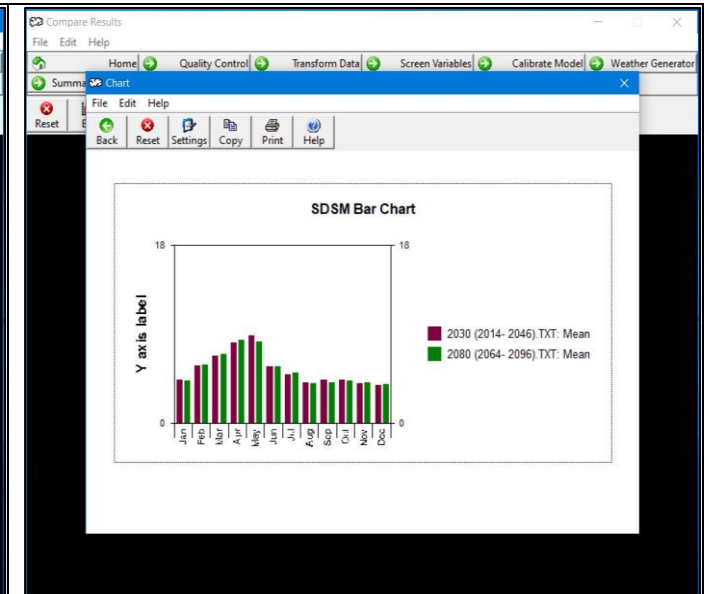 Compare Results
File Edit Help
Home Quality Control Transform Data Screen Variables Calibrate Model Weather Generator
Summa
Chart
Reset
File Edit Help
Back Reset Settings Copy Print Help
SDSM Bar Chart
18 18
Y axis label
2030 (2014- 2046).TXT: Mean
2080 (2064- 2096).TXT: Mean
0 0
Jan Feb Mar Apr May Jun Jul Aug Sep Oct Nov Dec